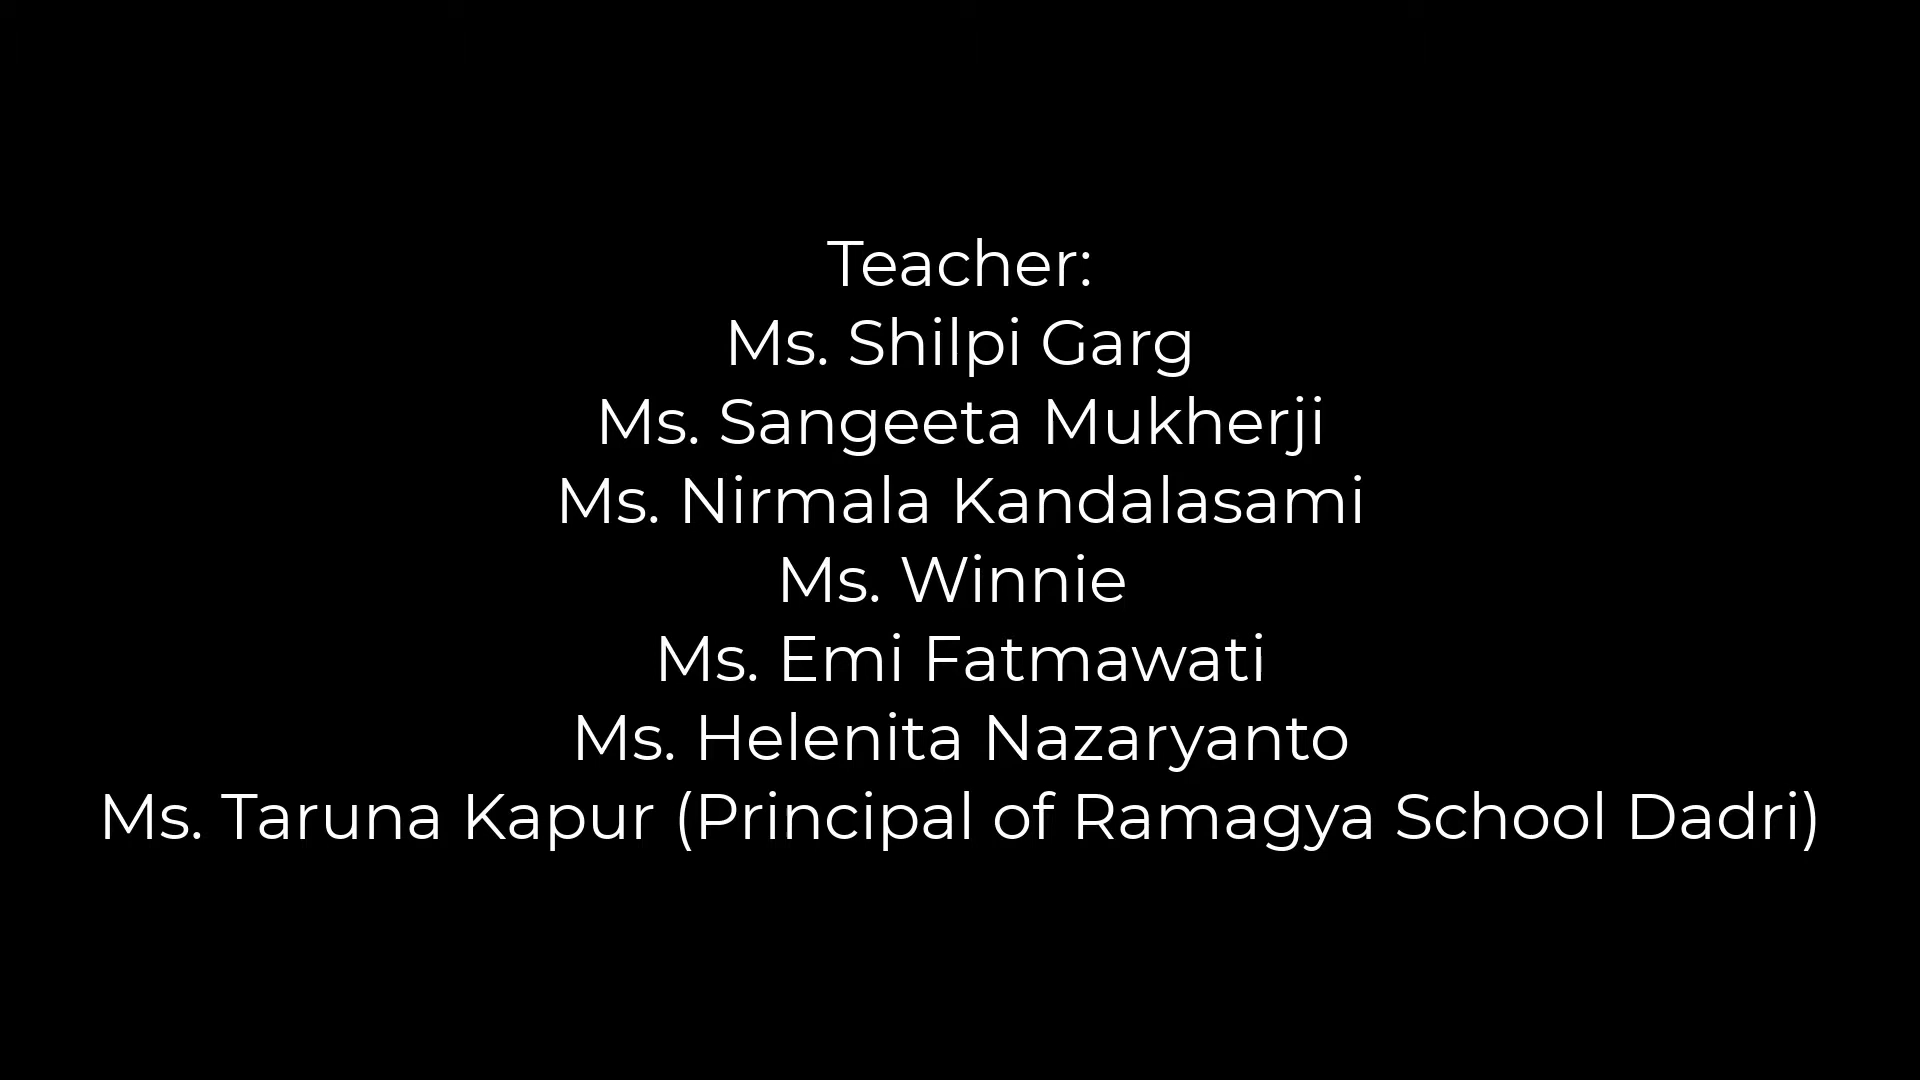 Teacher:
Ms. Shilpi Garg
Ms. Sangeeta Mukherji
Ms. Nirmala Kandalasami
Ms. Winnie
Ms. Emi Fatmawati
Ms. Helenita Nazaryanto
Ms. Taruna Kapur (Principal of Ramagya School Dadri)